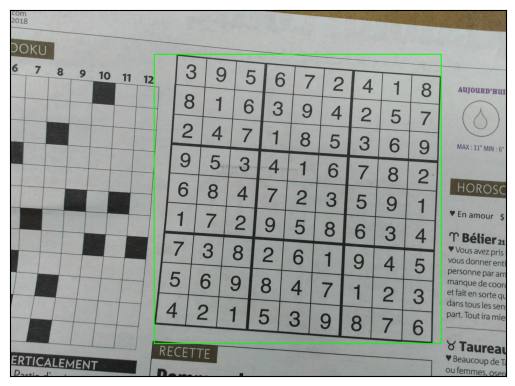 .com
2018
DOKU
6 7 8 9 10 11 12
3 9 5 6 7 2 4 1 8
8 1 6 3 9 4 2 5 7
2 4 7 1 8 5 3 6 9
9 5 3 4 1 6 7 8 2
6 8 4 7 2 3 5 9 1
1 7 2 9 5 8 6 3 4
7 3 8 2 6 1 9 4 5
5 6 9 8 4 7 1 2 3
4 2 1 5 3 9 8 7 6
AUJOURD'HUI
MAX : 11° MIN : 6°
HOROSC
♥ En amour $
♈ Bélier 21
♥ Vous avez pris
vous donner enti
personne par am
manque de coor
et fait en sorte qu
dans tous les sen
part. Tout ira mie
♉ Taureau
♥ Beaucoup de Ta
ou femmes, oser
RECETTE
ERTICALEMENT